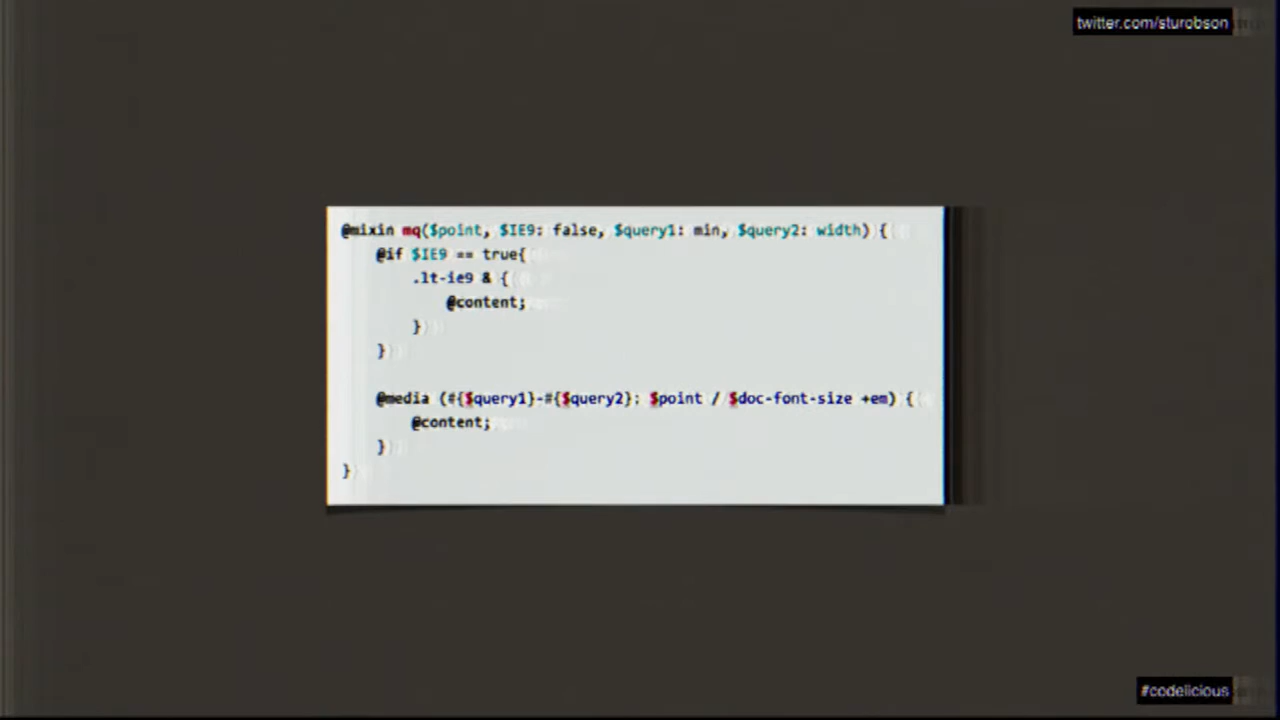 twitter.com/sturobson
@mixin mq($point, $IE9: false, $query1: min, $query2: width) {
@if $IE9 == true{
.lt-ie9 & {
@content;
}
}
@media (#{$query1}-#{$query2}: $point / $doc-font-size +em) {
@content;
}
}
#codelicious